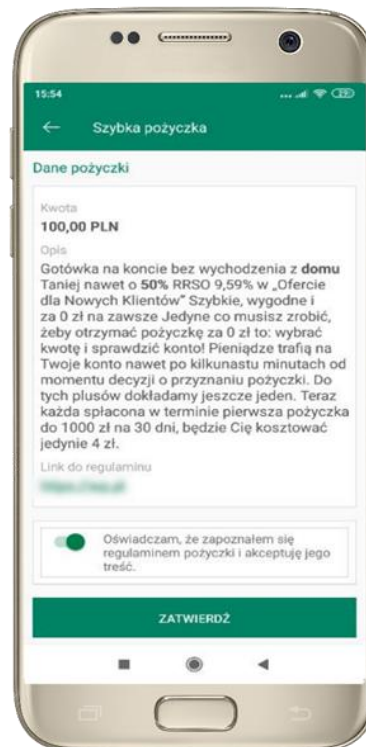 15:54
Szybka pożyczka
Dane pożyczki
Kwota
100,00 PLN
Opis
Gotówka na koncie bez wychodzenia z domu
Taniej nawet o 50% RRSO 9,59% w „Ofercie
dla Nowych Klientów" Szybkie, wygodne i
za 0 zł na zawsze Jedyne co musisz zrobić,
żeby otrzymać pożyczkę za 0 zł to: wybrać
kwotę i sprawdzić konto! Pieniądze trafią na
Twoje konto nawet po kilkunastu minutach od
momentu decyzji o przyznaniu pożyczki. Do
tych plusów dokładamy jeszcze jeden. Teraz
każda spłacona w terminie pierwsza pożyczka
do 1000 zł na 30 dni, będzie Cię kosztować
jedynie 4 zł.
Link do regulaminu
Oświadczam, że zapoznałem się
regulaminem pożyczki i akceptuję jego
treść.
ZATWIERDŹ